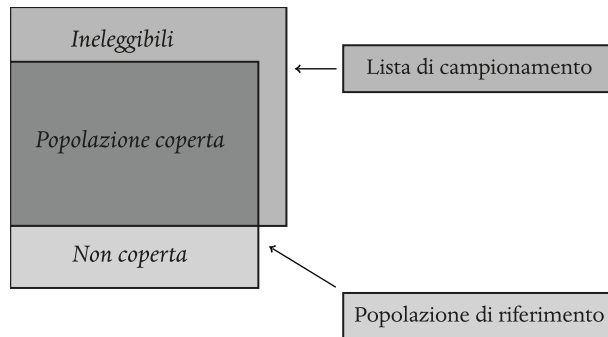 Ineleggibili
Lista di campionamento
Popolazione coperta
Non coperta
Popolazione di riferimento